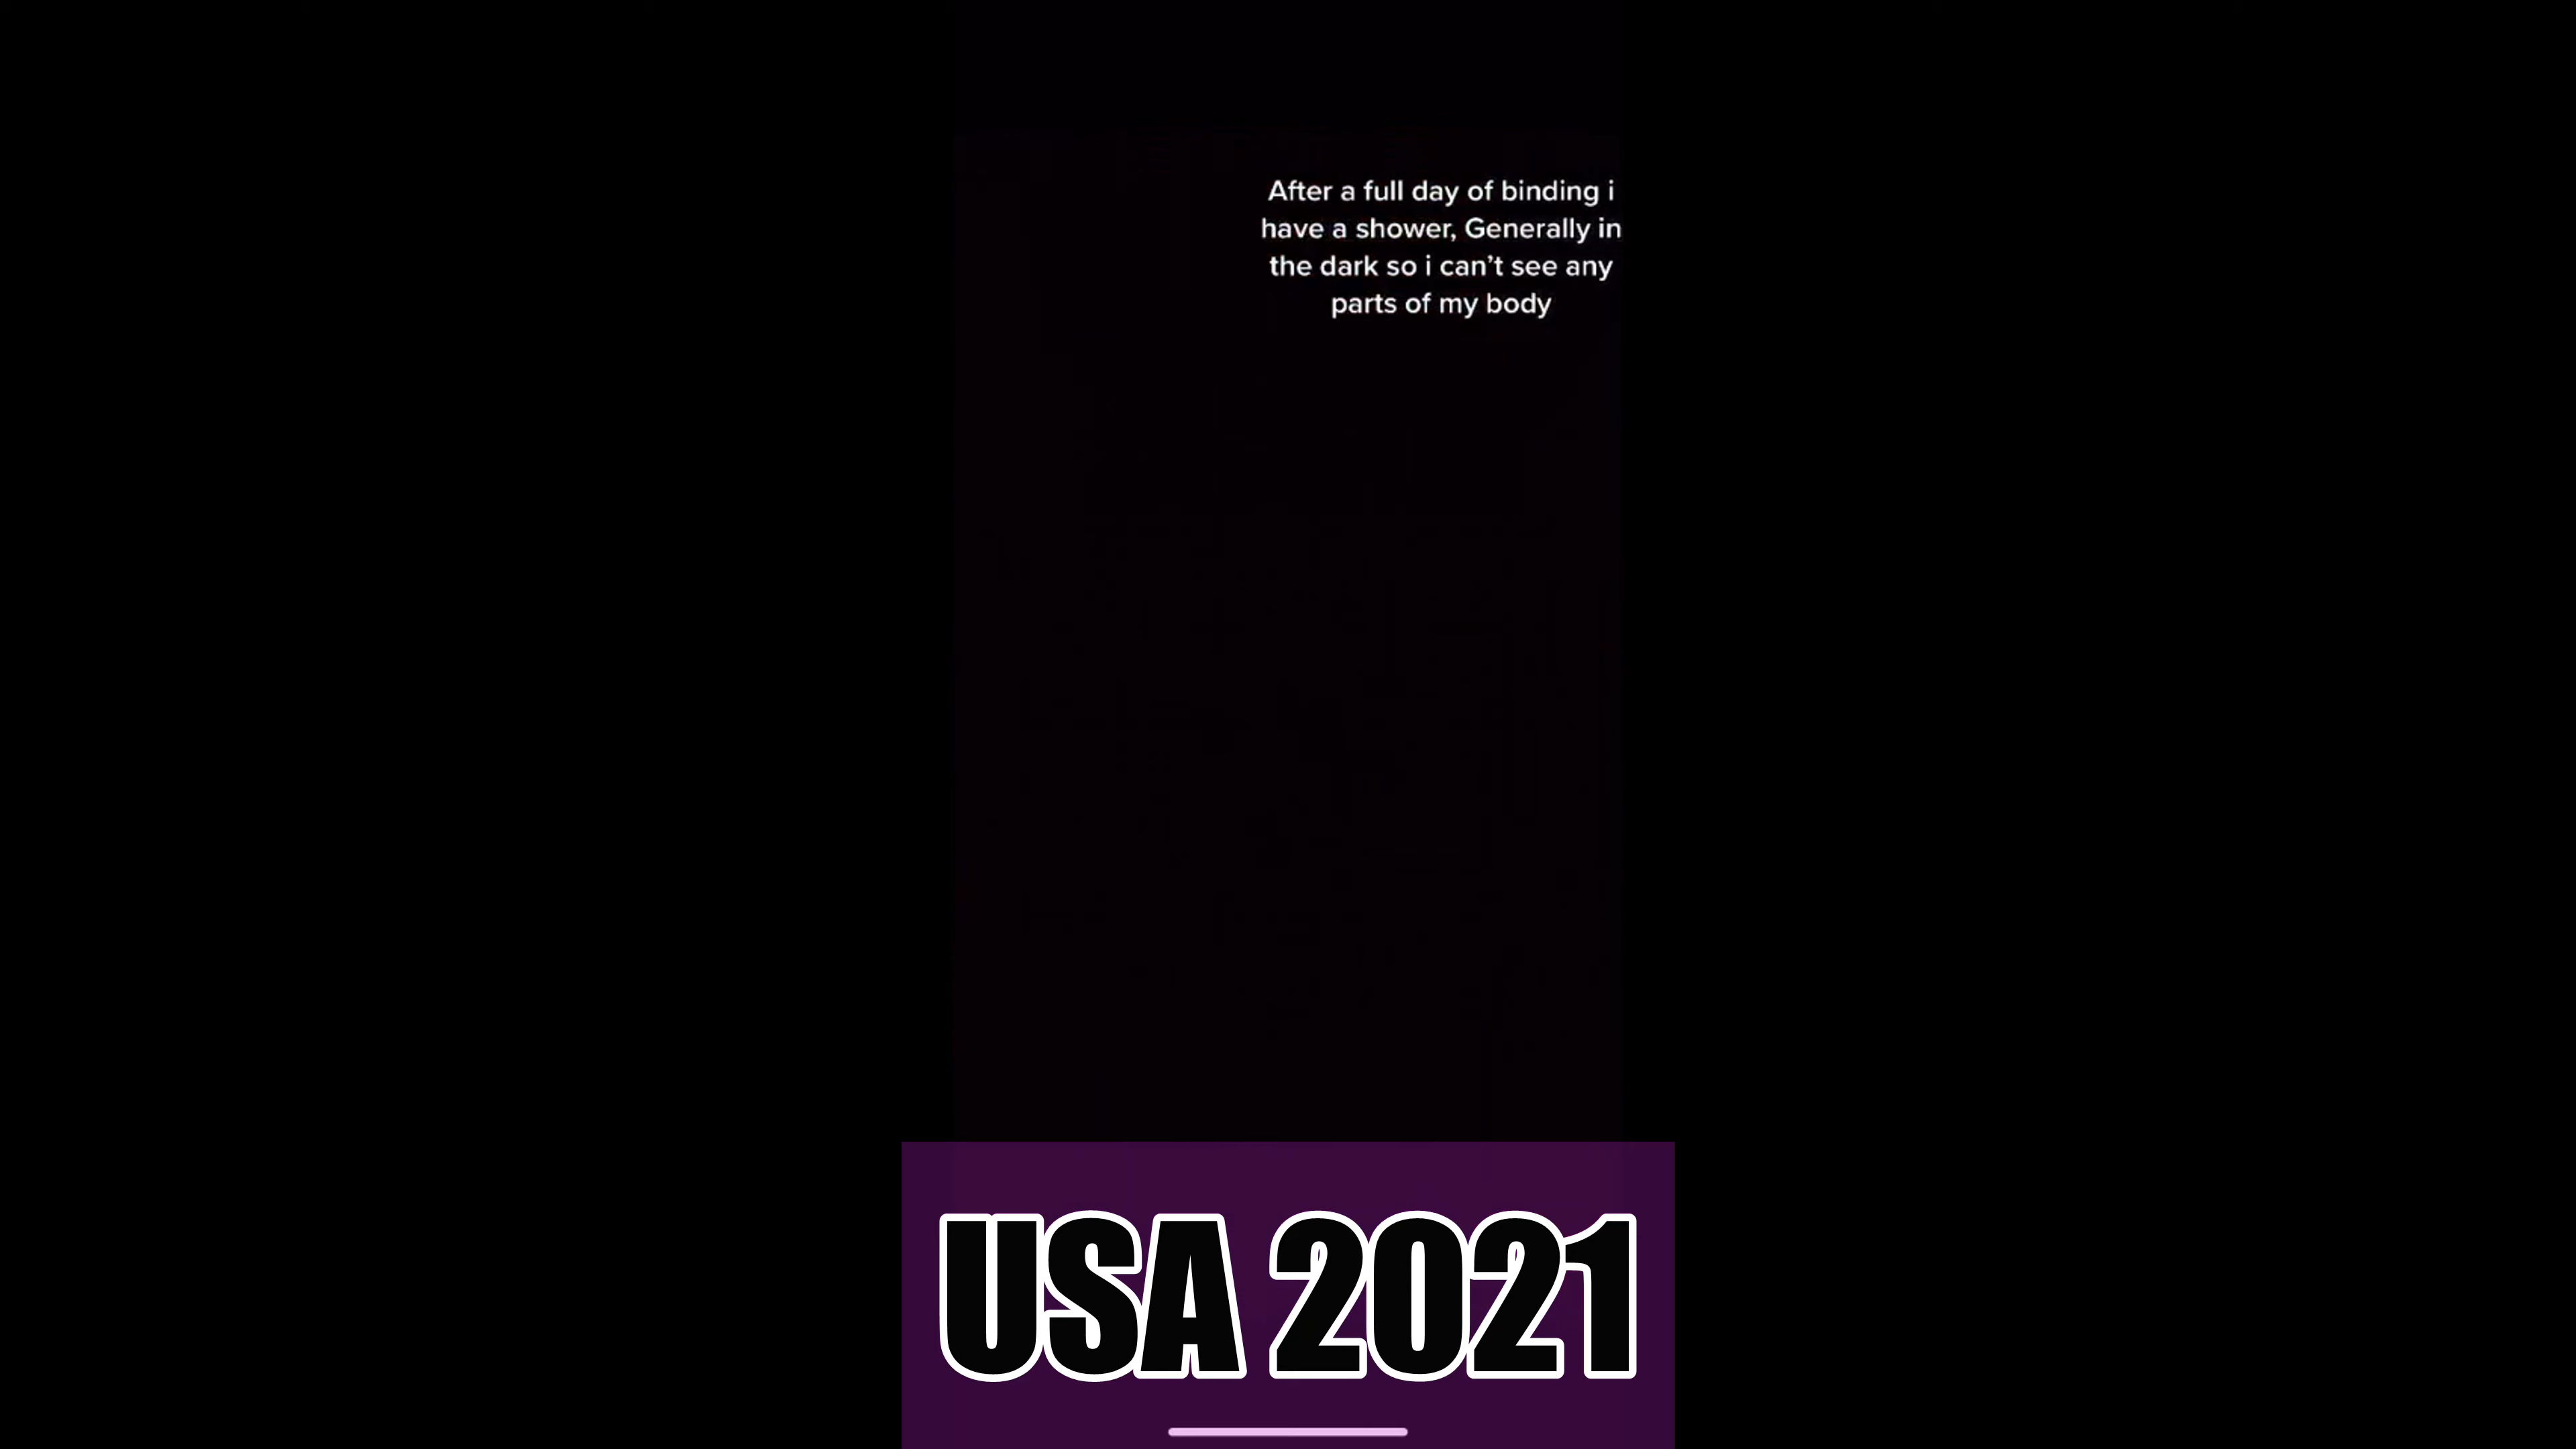 After a full day of binding i
have a shower, Generally in
the dark so i can't see any
parts of my body
USA 2021